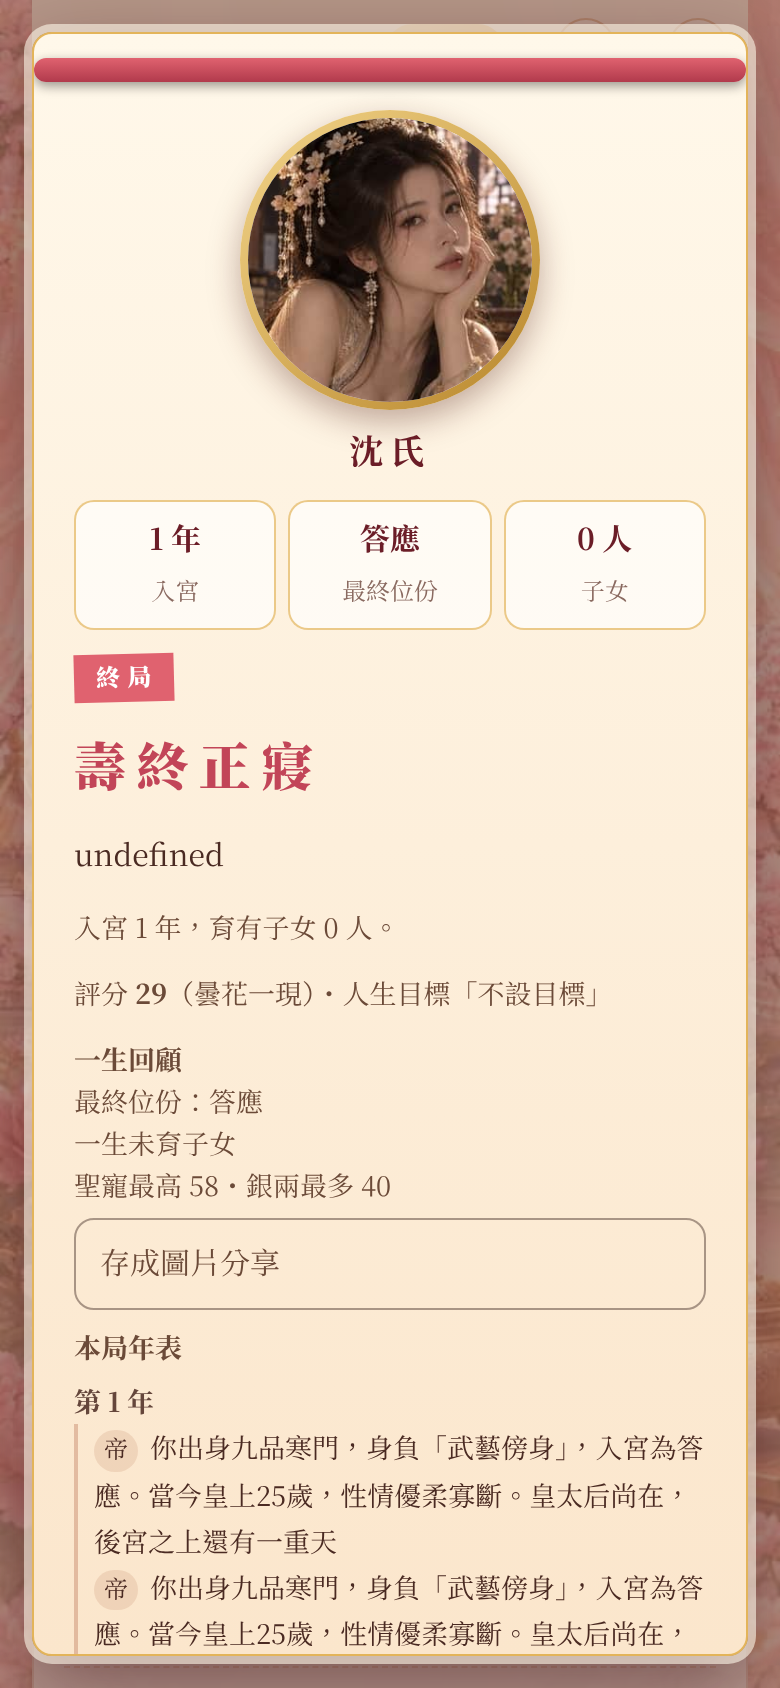 沈氏
1 年
入宮
答應
最終位份
0 人
子女
終局
壽終正寢
undefined
入宮 1 年，育有子女 0 人。
評分 29（曇花一現）・人生目標「不設目標」
一生回顧
最終位份：答應
一生未育子女
聖寵最高 58・銀兩最多 40
存成圖片分享
本局年表
第 1 年
帝 你出身九品寒門，身負「武藝傍身」，入宮為答
應。當今皇上25歲，性情優柔寡斷。皇太后尚在，
後宮之上還有一重天
帝 你出身九品寒門，身負「武藝傍身」，入宮為答
應。當今皇上25歲，性情優柔寡斷。皇太后尚在，